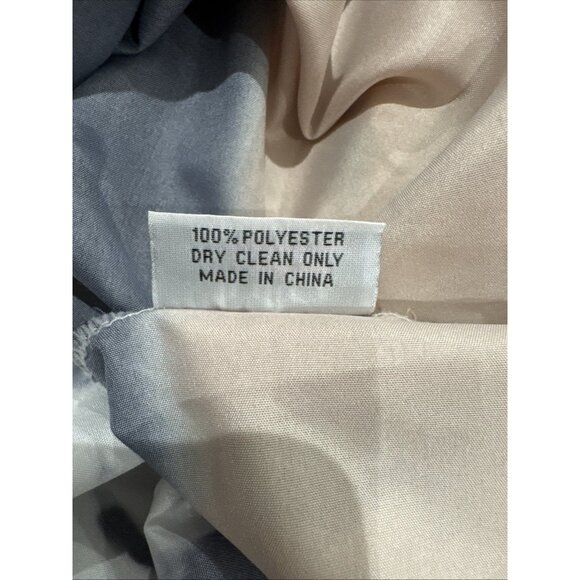 100% POLYESTER
DRY CLEAN ONLY
MADE IN CHINA